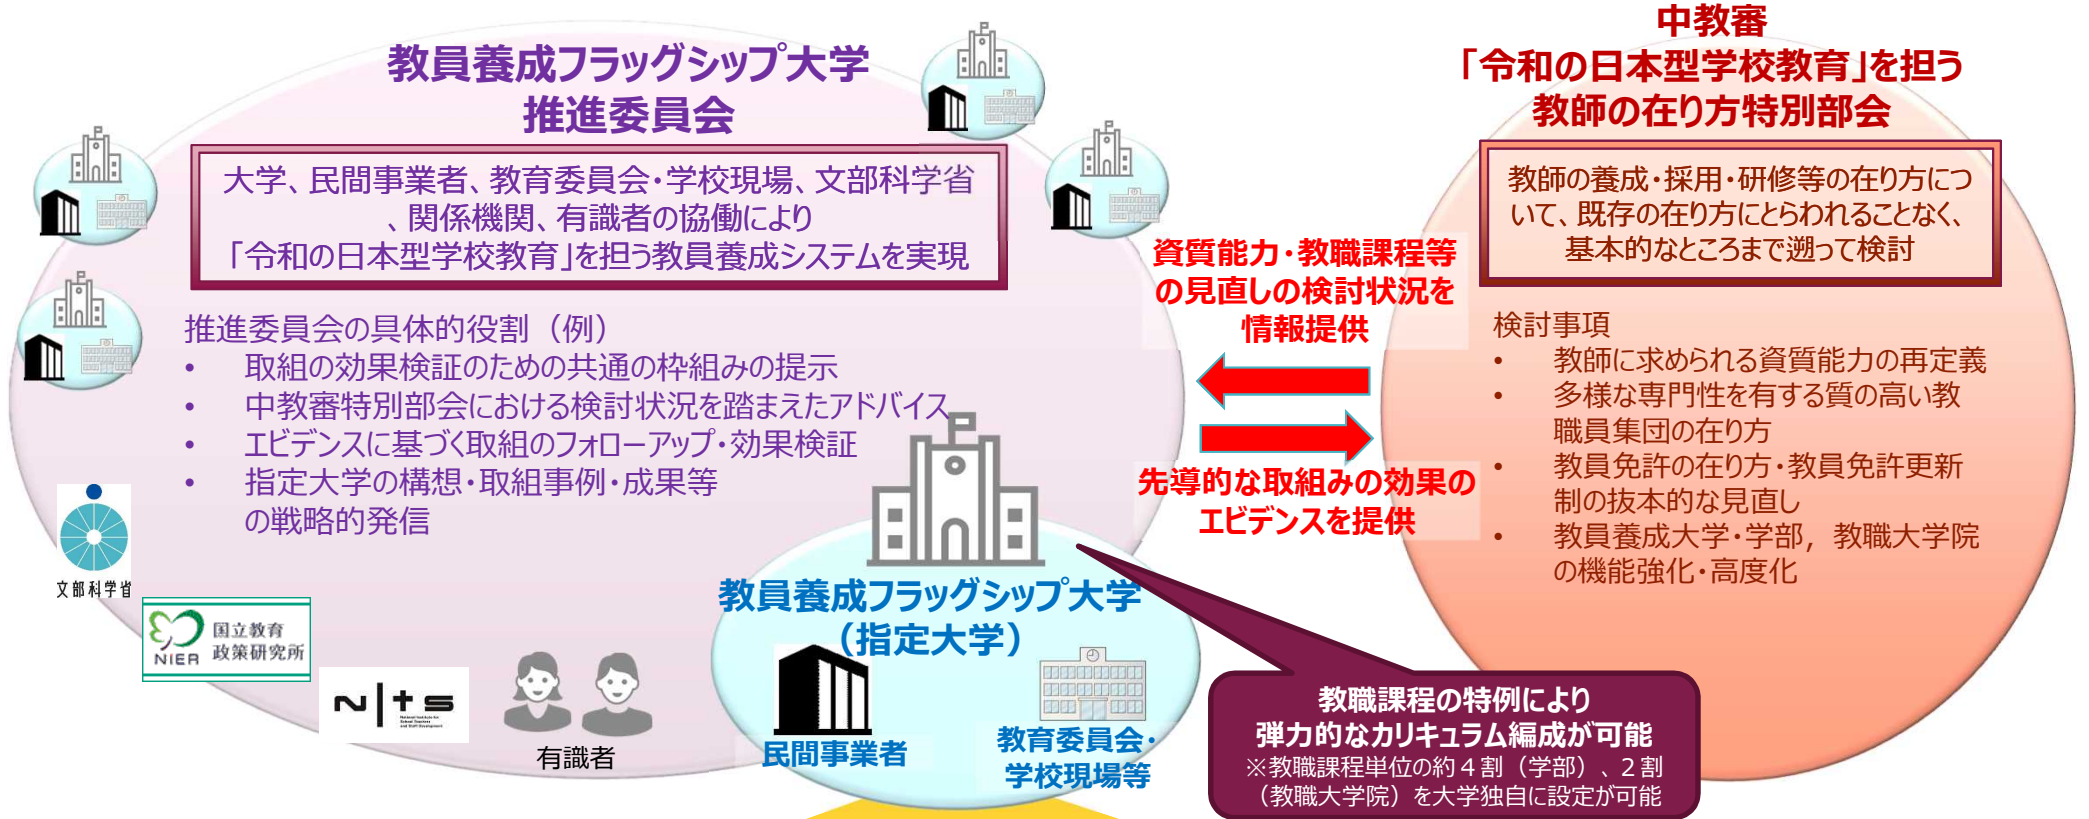 教員養成フラッグシップ大学
推進委員会
大学、民間事業者、教育委員会・学校現場、文部科学省
、関係機関、有識者の協働により
「令和の日本型学校教育」を担う教員養成システムを実現
推進委員会の具体的役割（例）
• 取組の効果検証のための共通の枠組みの提示
• 中教審特別部会における検討状況を踏まえたアドバイス
• エビデンスに基づく取組のフォローアップ・効果検証
• 指定大学の構想・取組事例・成果等
の戦略的発信
文部科学省
NIER
国立教育
政策研究所
NITS
National Institute for
School Teachers
and Staff Development
有識者
教員養成フラッグシップ大学
（指定大学）
民間事業者
教育委員会・
学校現場等
資質能力・教職課程等
の見直しの検討状況を
情報提供
先導的な取組みの効果の
エビデンスを提供
教職課程の特例により
弾力的なカリキュラム編成が可能
※教職課程単位の約４割（学部）、２割
（教職大学院）を大学独自に設定が可能
中教審
「令和の日本型学校教育」を担う
教師の在り方特別部会
教師の養成・採用・研修等の在り方につ
いて、既存の在り方にとらわれることなく、
基本的なところまで遡って検討
検討事項
• 教師に求められる資質能力の再定義
• 多様な専門性を有する質の高い教
職員集団の在り方
• 教員免許の在り方・教員免許更新
制の抜本的な見直し
• 教員養成大学・学部，教職大学院
の機能強化・高度化